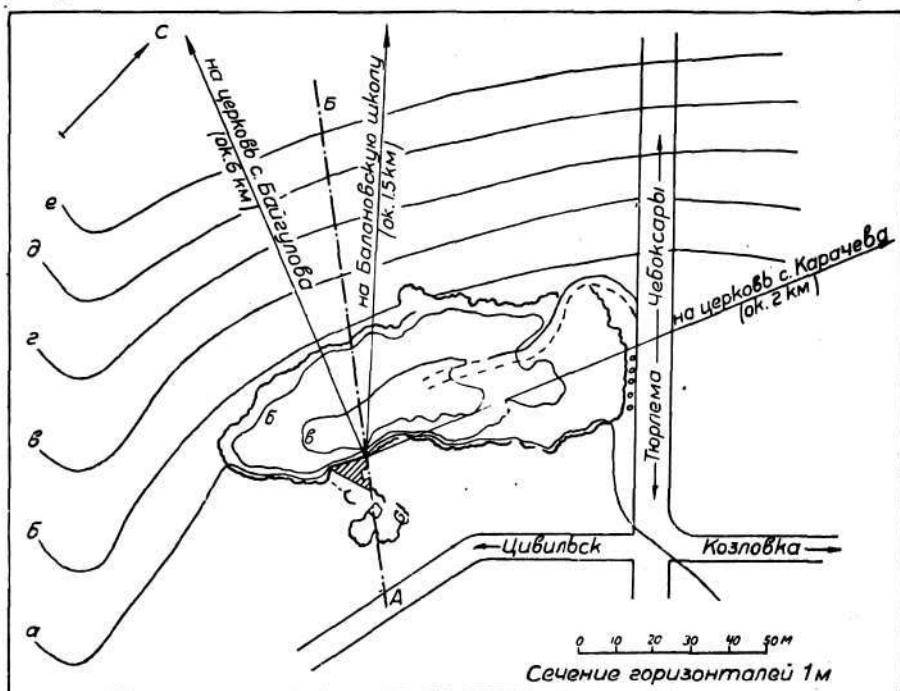 С
на церковь с. Байгулова
(ок. 6 км)
Б
на Балановскую школу
(ок. 1.5 км)
е
д
г
в
б
а
Тюрлема Чебоксары
на церковь с. Карачева
(ок. 2 км)
Б
в
Цивильск
Козловка
А
0 10 20 30 40 50 м
Сечение горизонталей 1 м